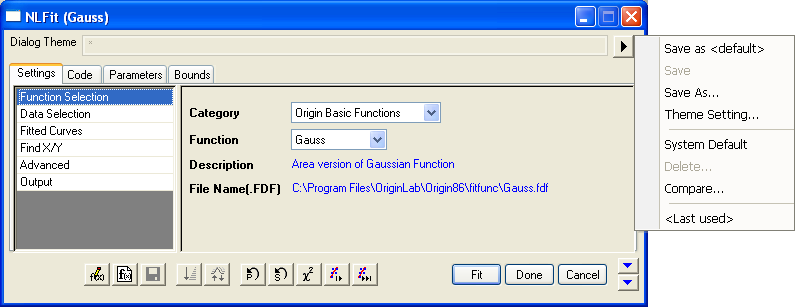 NLFit (Gauss)
Dialog Theme *
Settings Code Parameters Bounds
Function Selection
Data Selection
Fitted Curves
Find X/Y
Advanced
Output
Category Origin Basic Functions
Function Gauss
Description Area version of Gaussian Function
File Name(.FDF) C:\Program Files\OriginLab\Origin86\fitfunc\Gauss.fdf
Fit Done Cancel
Save as <default>
Save
Save As...
Theme Setting...
System Default
Delete...
Compare...
<Last used>